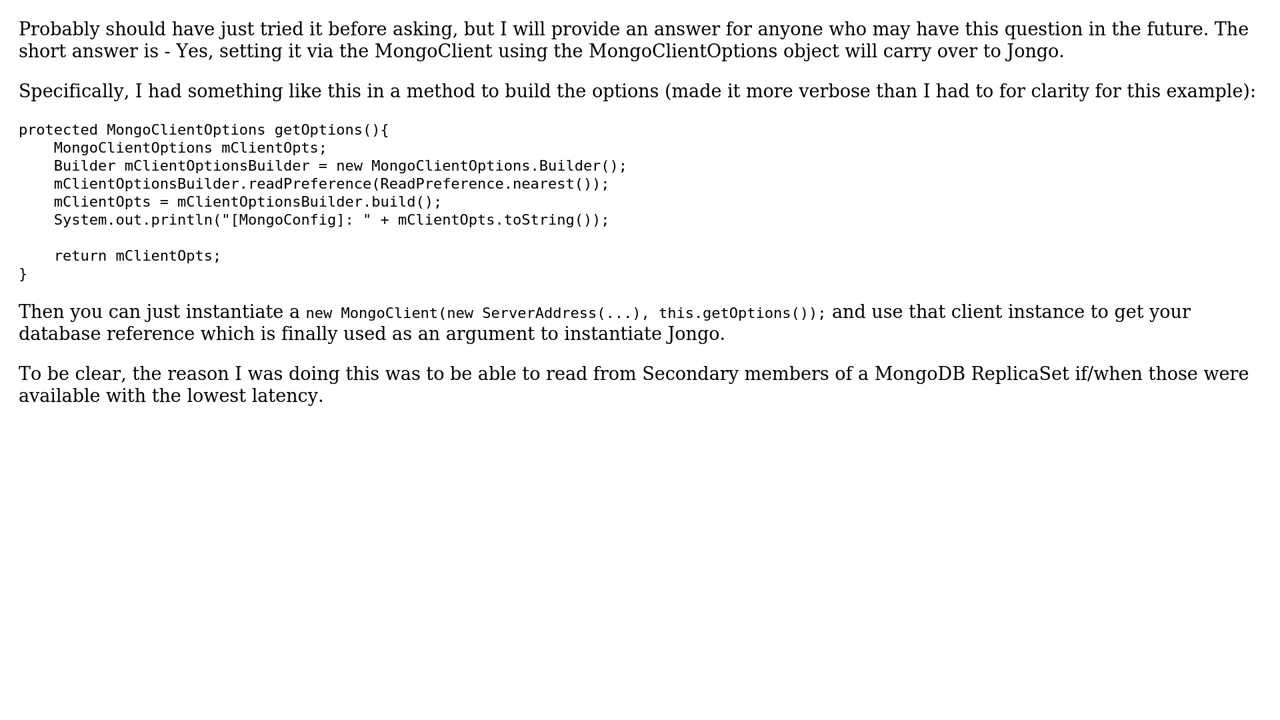 Probably should have just tried it before asking, but I will provide an answer for anyone who may have this question in the future. The
short answer is - Yes, setting it via the MongoClient using the MongoClientOptions object will carry over to Jongo.
Specifically, I had something like this in a method to build the options (made it more verbose than I had to for clarity for this example):
protected MongoClientOptions getOptions(){
    MongoClientOptions mClientOpts;
    Builder mClientOptionsBuilder = new MongoClientOptions.Builder();
    mClientOptionsBuilder.readPreference(ReadPreference.nearest());
    mClientOpts = mClientOptionsBuilder.build();
    System.out.println("[MongoConfig]: " + mClientOpts.toString());
    return mClientOpts;
}
Then you can just instantiate a new MongoClient(new ServerAddress(...), this.getOptions()); and use that client instance to get your
database reference which is finally used as an argument to instantiate Jongo.
To be clear, the reason I was doing this was to be able to read from Secondary members of a MongoDB ReplicaSet if/when those were
available with the lowest latency.